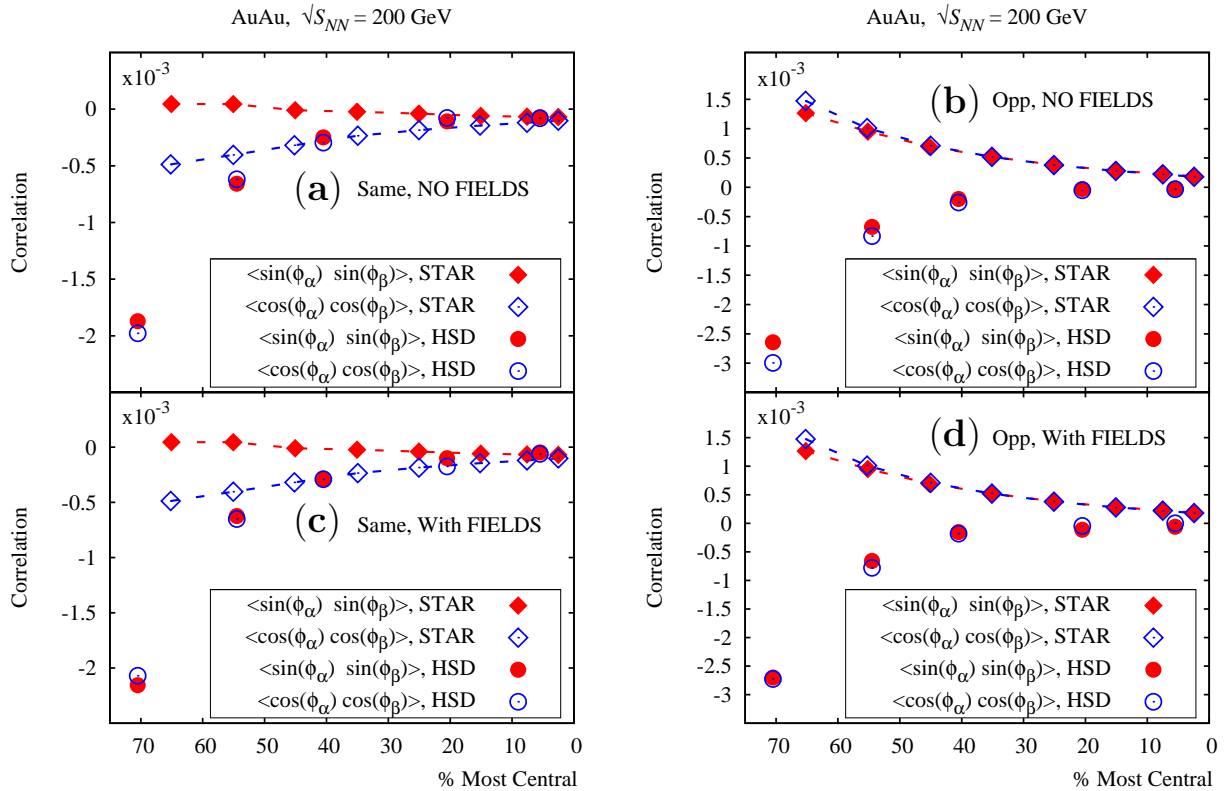 AuAu, √S_NN = 200 GeV
x10^-3
0
-0.5
-1
-1.5
-2
Correlation
(a) Same, NO FIELDS
<sin(ϕ_α) sin(ϕ_β)>, STAR
<cos(ϕ_α) cos(ϕ_β)>, STAR
<sin(ϕ_α) sin(ϕ_β)>, HSD
<cos(ϕ_α) cos(ϕ_β)>, HSD
x10^-3
0
-0.5
-1
-1.5
-2
Correlation
(c) Same, With FIELDS
<sin(ϕ_α) sin(ϕ_β)>, STAR
<cos(ϕ_α) cos(ϕ_β)>, STAR
<sin(ϕ_α) sin(ϕ_β)>, HSD
<cos(ϕ_α) cos(ϕ_β)>, HSD
70 60 50 40 30 20 10 0
% Most Central
AuAu, √S_NN = 200 GeV
x10^-3
1.5
1
0.5
0
-0.5
-1
-1.5
-2
-2.5
-3
Correlation
(b) Opp, NO FIELDS
<sin(ϕ_α) sin(ϕ_β)>, STAR
<cos(ϕ_α) cos(ϕ_β)>, STAR
<sin(ϕ_α) sin(ϕ_β)>, HSD
<cos(ϕ_α) cos(ϕ_β)>, HSD
x10^-3
1.5
1
0.5
0
-0.5
-1
-1.5
-2
-2.5
-3
Correlation
(d) Opp, With FIELDS
<sin(ϕ_α) sin(ϕ_β)>, STAR
<cos(ϕ_α) cos(ϕ_β)>, STAR
<sin(ϕ_α) sin(ϕ_β)>, HSD
<cos(ϕ_α) cos(ϕ_β)>, HSD
70 60 50 40 30 20 10 0
% Most Central